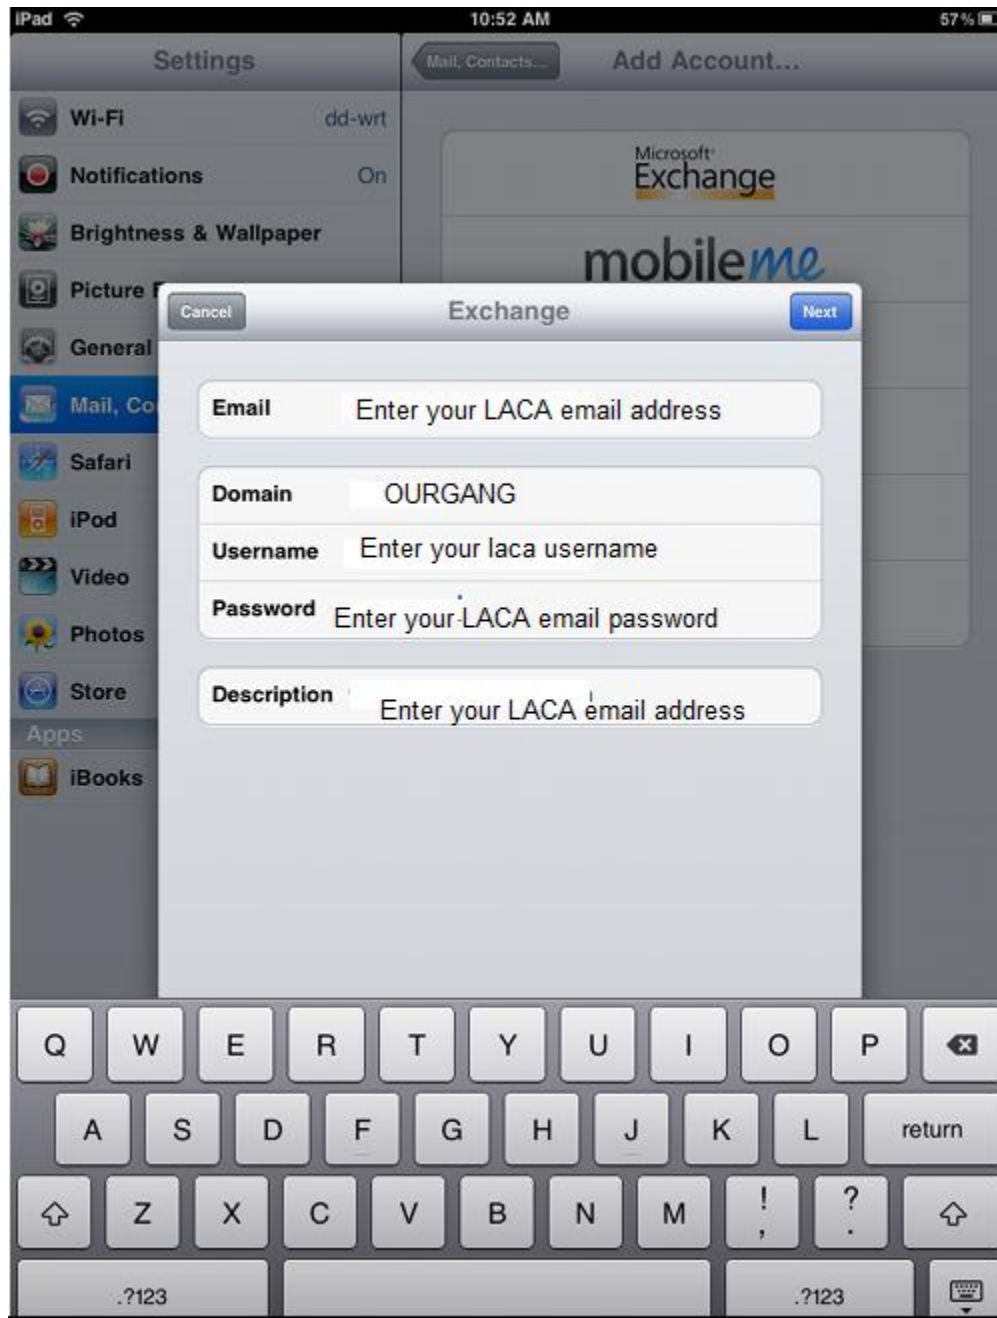 iPad 10:52 AM 57%
Settings
Mail, Contacts... Add Account...
Wi-Fi dd-wrt
Notifications On
Brightness & Wallpaper
Picture
General
Mail, Co
Safari
iPod
Video
Photos
Store
Apps
iBooks
Microsoft
Exchange
mobileme
Cancel Exchange Next
Email Enter your LACA email address
Domain OURGANG
Username Enter your laca username
Password Enter your LACA email password
Description Enter your LACA email address
Q W E R T Y U I O P
A S D F G H J K L return
Z X C V B N M ! , ? .
.?123 .?123